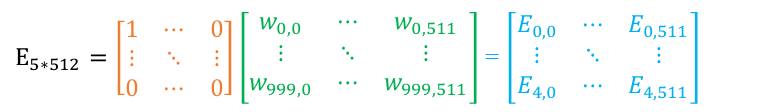 E₅*₅₁₂ = [1 ⋯ 0; ⋮ ⋱ ⋮; 0 ⋯ 0] [w₀,₀ ⋯ w₀,₅₁₁; ⋮ ⋱ ⋮; w₉₉₉,₀ ⋯ w₉₉₉,₅₁₁] = [E₀,₀ ⋯ E₀,₅₁₁; ⋮ ⋱ ⋮; E₄,₀ ⋯ E₄,₅₁₁]